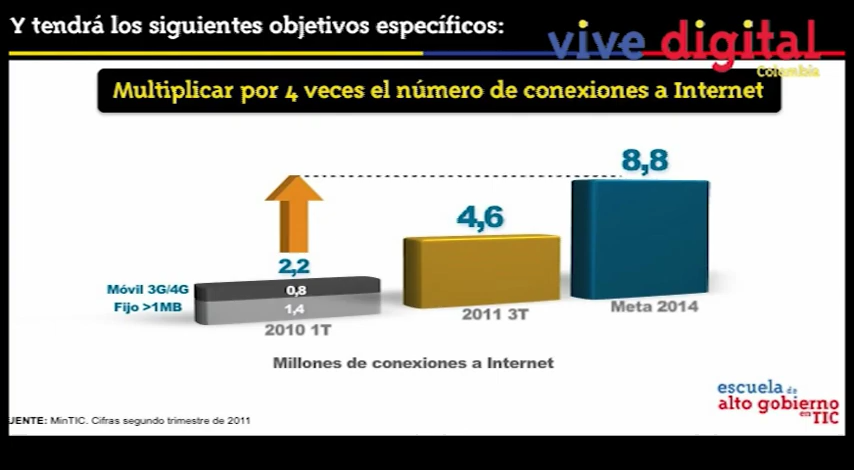 Y tendrá los siguientes objetivos específicos:
vive digital
Colombia
Multiplicar por 4 veces el número de conexiones a Internet
8,8
4,6
2,2
Móvil 3G/4G
0,8
Fijo >1MB
1,4
2010 1T
2011 3T
Meta 2014
Millones de conexiones a Internet
escuela de
alto gobierno
en TIC
UENTE: MinTIC. Cifras segundo trimestre de 2011